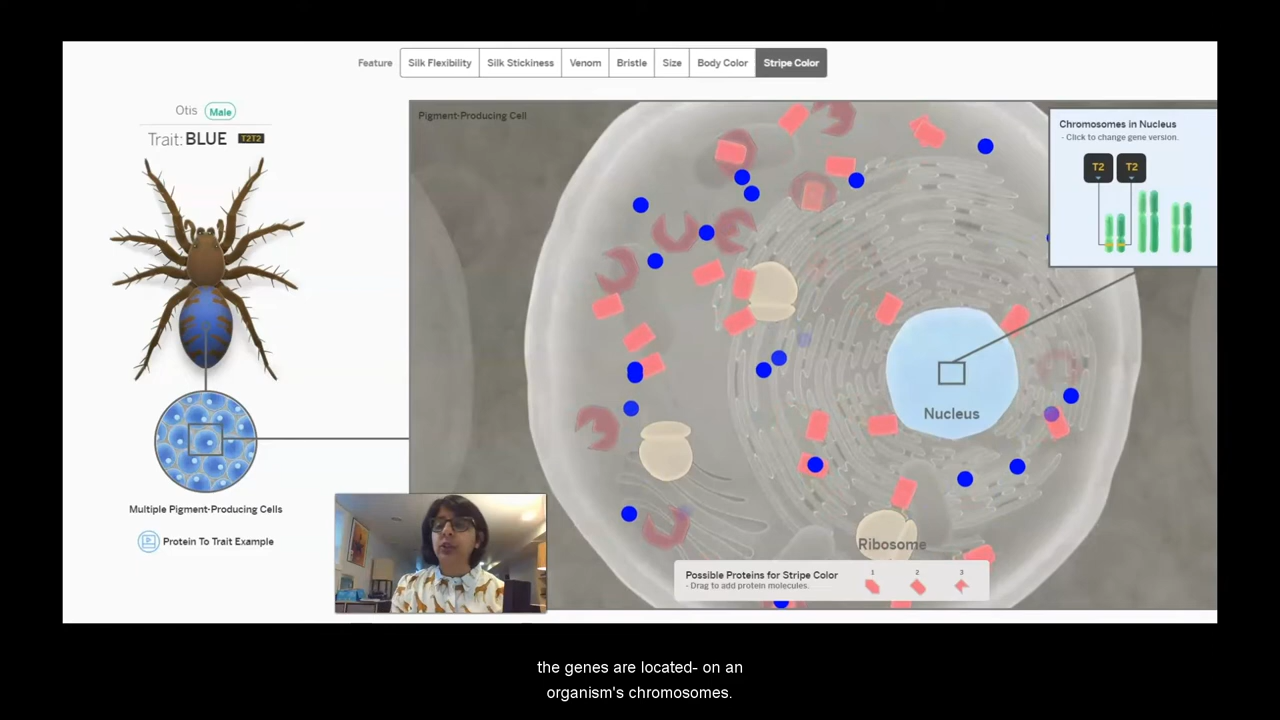 Feature Silk Flexibility Silk Stickiness Venom Bristle Size Body Color Stripe Color
Otis Male
Trait: BLUE T2T2
Pigment-Producing Cell
Chromosomes in Nucleus
- Click to change gene version.
T2 T2
Nucleus
Multiple Pigment-Producing Cells
Protein To Trait Example
Ribosome
Possible Proteins for Stripe Color
- Drag to add protein molecules.
1 2 3
the genes are located- on an
organism's chromosomes.